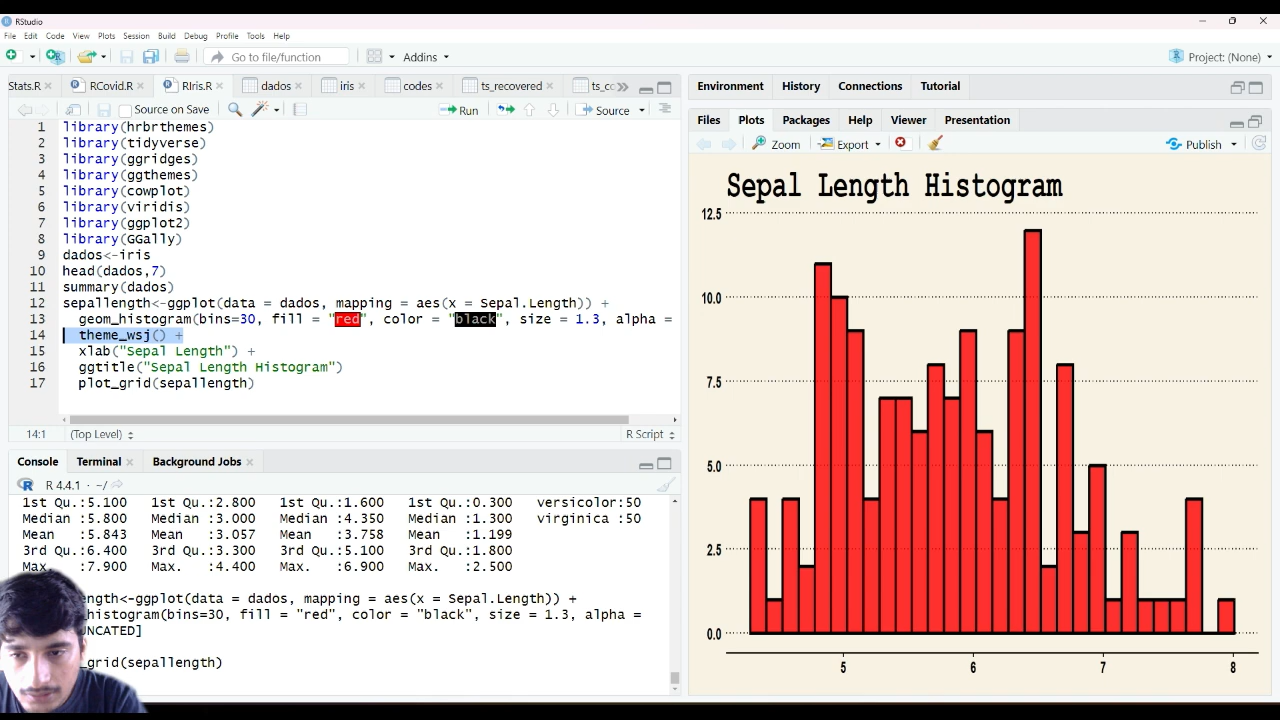 RStudio
File Edit Code View Plots Session Build Debug Profile Tools Help
Go to file/function Addins Project: (None)
Stats.R RCovid.R RIris.R dados iris codes ts_recovered ts_cc
Source on Save Run Source
1 library(hrbrthemes)
2 library(tidyverse)
3 library(ggridges)
4 library(ggthemes)
5 library(cowplot)
6 library(viridis)
7 library(ggplot2)
8 library(GGally)
9 dados<-iris
10 head(dados,7)
11 summary(dados)
12 sepallength<-ggplot(data = dados, mapping = aes(x = Sepal.Length)) +
13 geom_histogram(bins=30, fill = "red", color = "black", size = 1.3, alpha =
14 theme_wsj() +
15 xlab("Sepal Length") +
16 ggtitle("Sepal Length Histogram")
17 plot_grid(sepallength)
14:1 (Top Level) R Script
Console Terminal Background Jobs
R 4.4.1 · ~/
1st Qu.:5.100 1st Qu.:2.800 1st Qu.:1.600 1st Qu.:0.300 versicolor:50
Median :5.800 Median :3.000 Median :4.350 Median :1.300 virginica :50
Mean :5.843 Mean :3.057 Mean :3.758 Mean :1.199
3rd Qu.:6.400 3rd Qu.:3.300 3rd Qu.:5.100 3rd Qu.:1.800
Max. :7.900 Max. :4.400 Max. :6.900 Max. :2.500
ength<-ggplot(data = dados, mapping = aes(x = Sepal.Length)) +
histogram(bins=30, fill = "red", color = "black", size = 1.3, alpha =
UNCATED]
_grid(sepallength)
Environment History Connections Tutorial
Files Plots Packages Help Viewer Presentation
Zoom Export Publish
Sepal Length Histogram
12.5
10.0
7.5
5.0
2.5
0.0
5 6 7 8